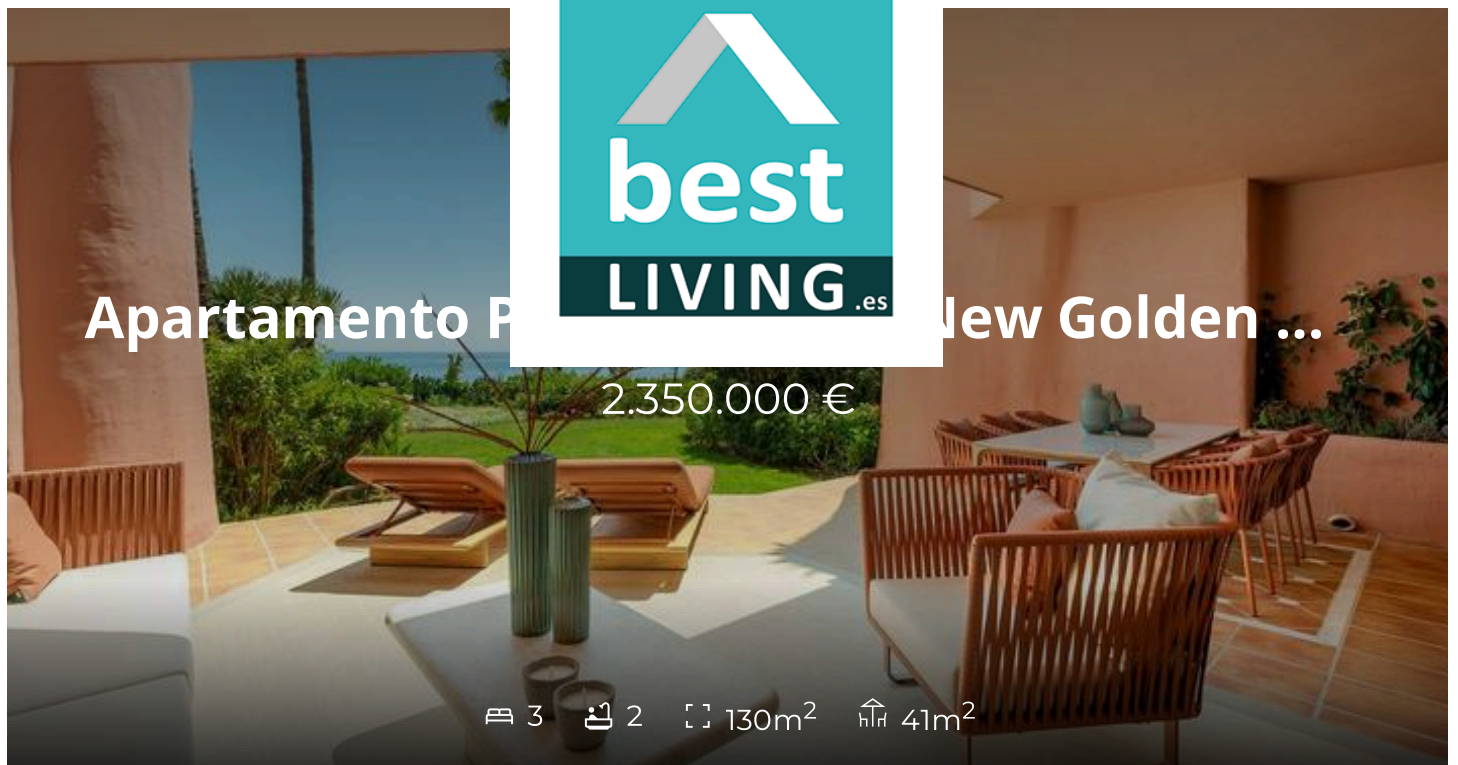 best
LIVING.es
Apartamento New Golden ...
2.350.000 €
3 2 130m² 41m²